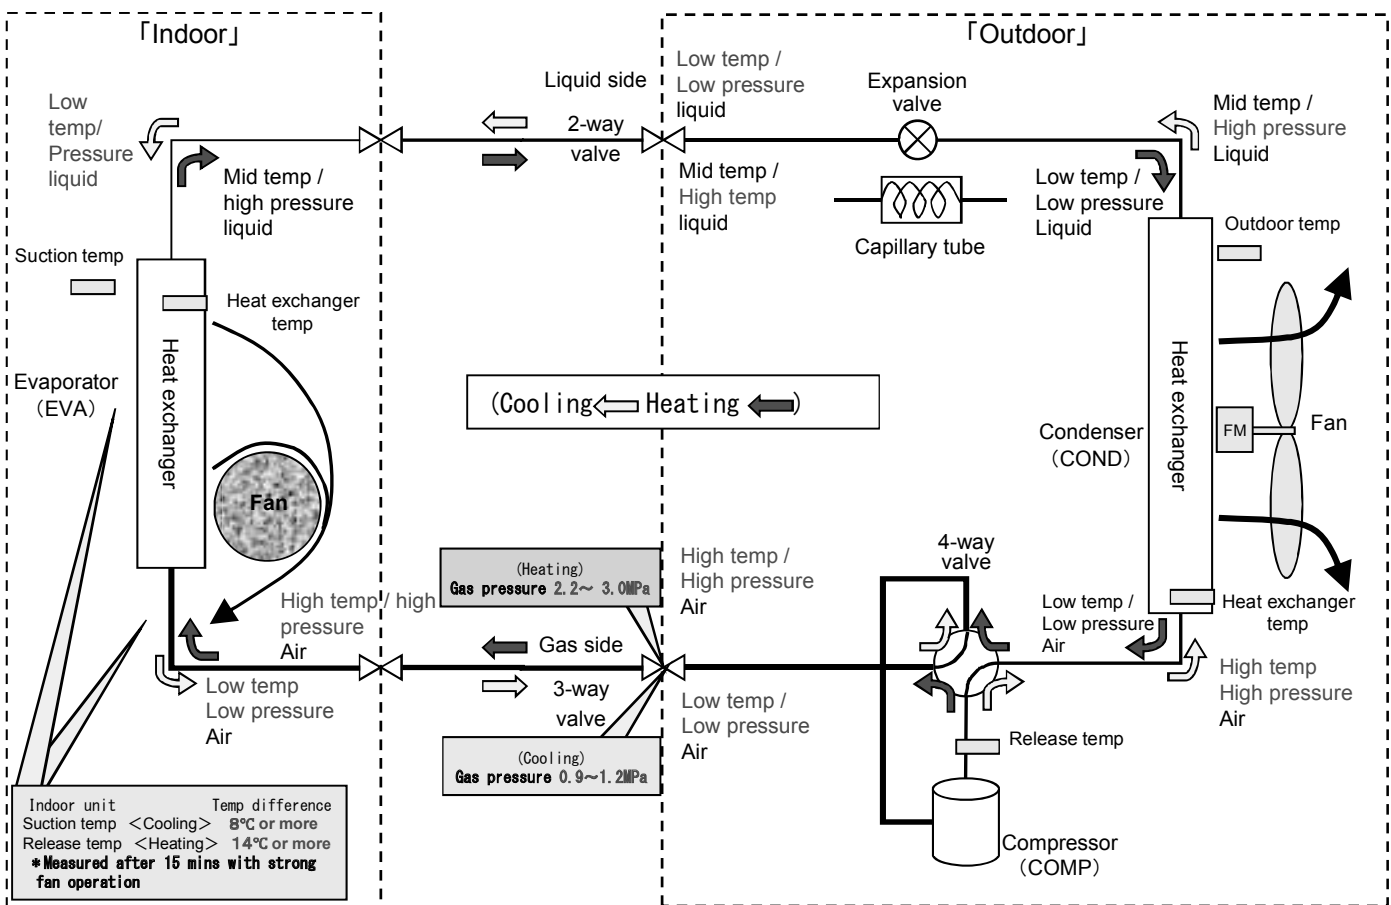 「Indoor」
「Outdoor」
Low
temp/
Pressure
liquid
Mid temp /
high pressure
liquid
Liquid side
2-way
valve
Low temp /
Low pressure
liquid
Mid temp /
High temp
liquid
Expansion
valve
Capillary tube
Mid temp /
High pressure
Liquid
Low temp /
Low pressure
Liquid
Suction temp
Heat exchanger
temp
Heat exchanger
Evaporator
（EVA）
Fan
(Cooling Heating )
Outdoor temp
Heat exchanger
Condenser
（COND）
FM
Fan
(Heating)
Gas pressure 2.2～ 3.0MPa
High temp /
High pressure
Air
4-way
valve
Low temp /
Low pressure
Air
Heat exchanger
temp
High temp / high
pressure
Air
Gas side
3-way
valve
Low temp
Low pressure
Air
Low temp /
Low pressure
Air
High temp
High pressure
Air
(Cooling)
Gas pressure 0.9～1.2MPa
Release temp
Compressor
（COMP）
Indoor unit Temp difference
Suction temp ＜Cooling＞ 8℃ or more
Release temp ＜Heating＞ 14℃ or more
*Measured after 15 mins with strong
fan operation